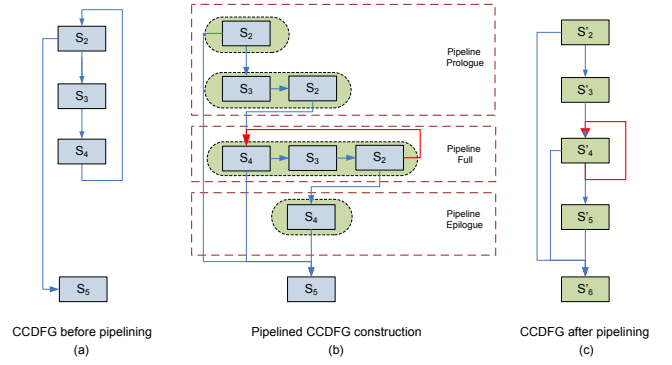 S2
S3
S4
S5
CCDFG before pipelining
(a)
S2
S3
S2
Pipeline
Prologue
S4
S3
S2
Pipeline
Full
S4
Pipeline
Epilogue
S5
Pipelined CCDFG construction
(b)
S'2
S'3
S'4
S'5
S'6
CCDFG after pipelining
(c)